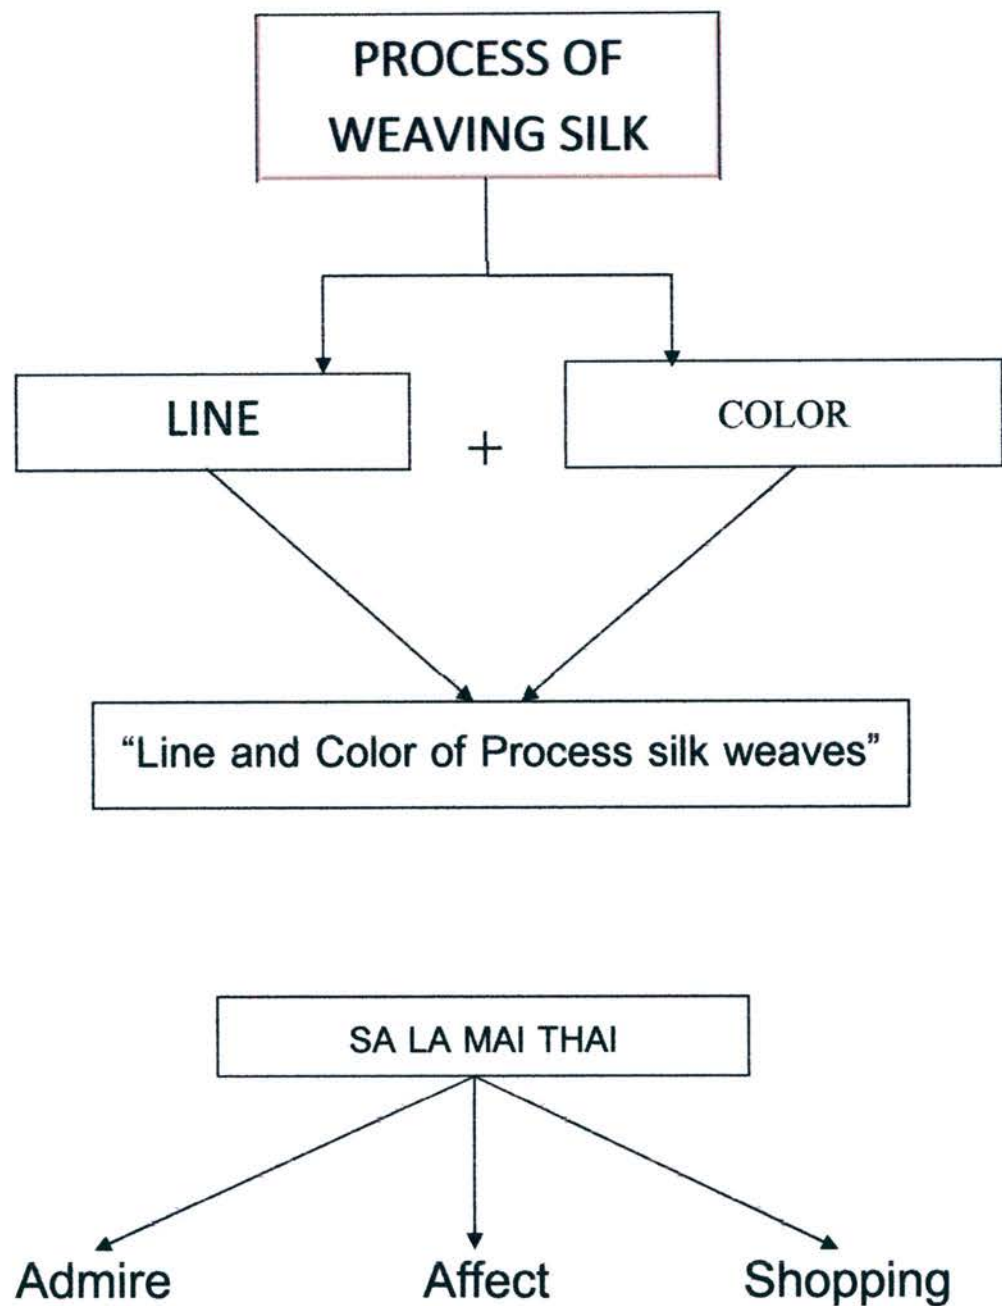 PROCESS OF
WEAVING SILK
LINE
+
COLOR
“Line and Color of Process silk weaves”
SA LA MAI THAI
Admire
Affect
Shopping